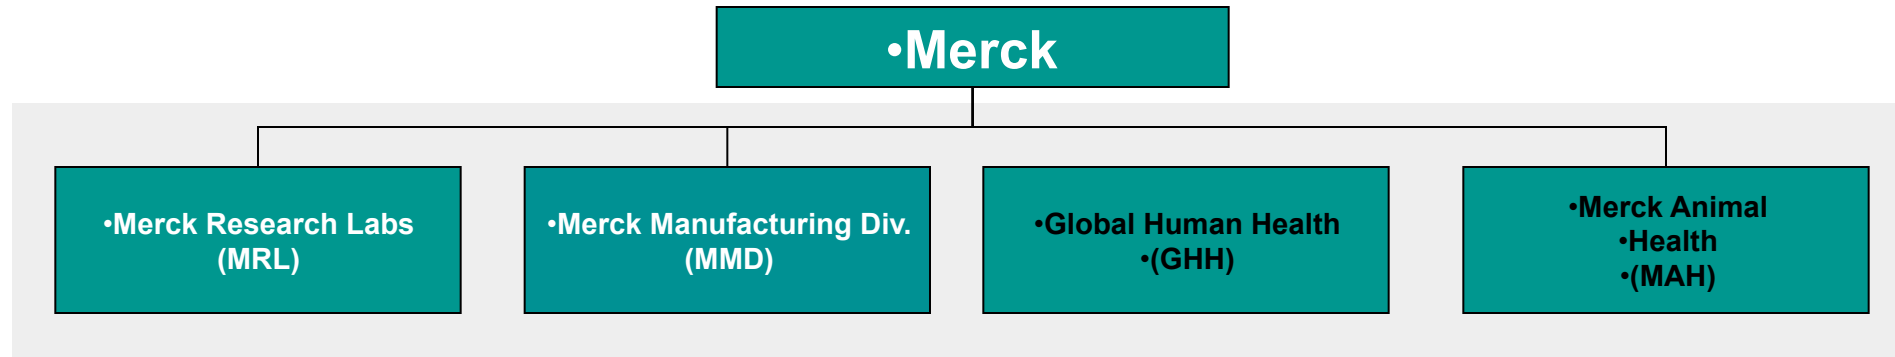 •Merck
•Merck Research Labs
(MRL)
•Merck Manufacturing Div.
(MMD)
•Global Human Health
•(GHH)
•Merck Animal
•Health
•(MAH)